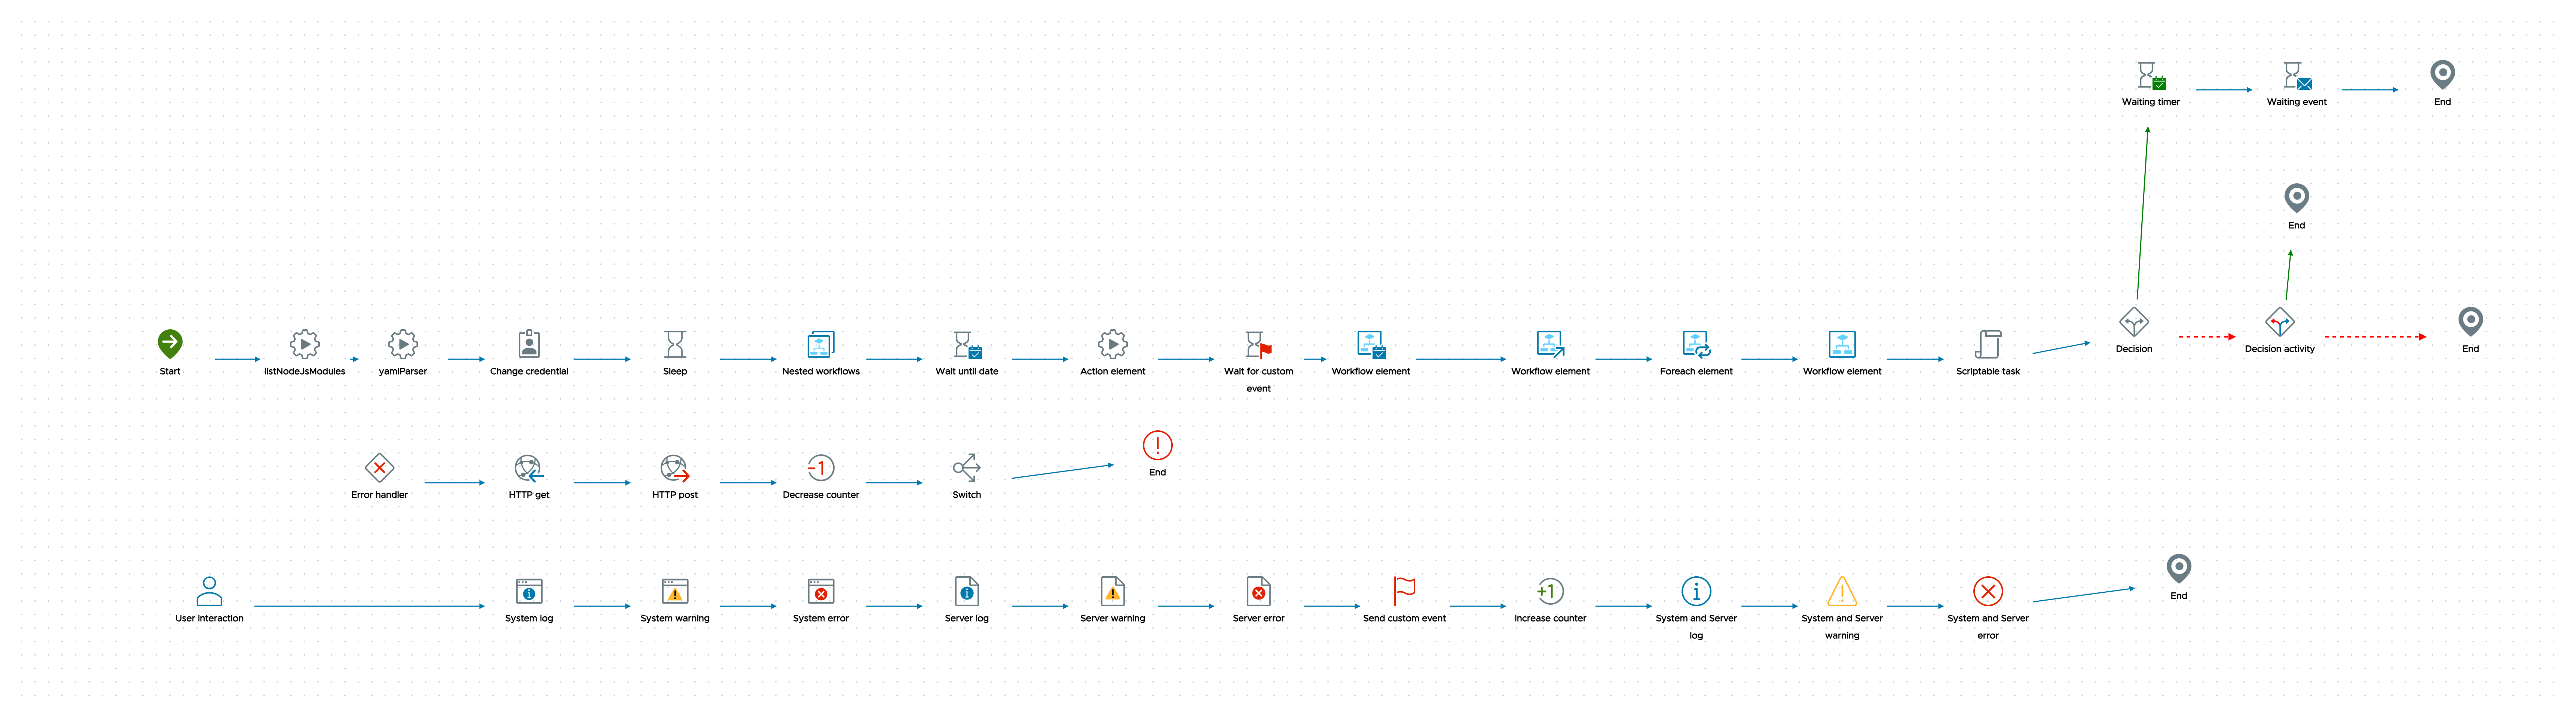 Waiting timer
Waiting event
End
End
Start
listNodeJsModules
yamlParser
Change credential
Sleep
Nested workflows
Wait until date
Action element
Wait for custom
event
Workflow element
Workflow element
Foreach element
Workflow element
Scriptable task
Decision
Decision activity
End
Error handler
HTTP get
HTTP post
-1
Decrease counter
Switch
End
User interaction
System log
System warning
System error
Server log
Server warning
Server error
Send custom event
+1
Increase counter
System and Server
log
System and Server
warning
System and Server
error
End